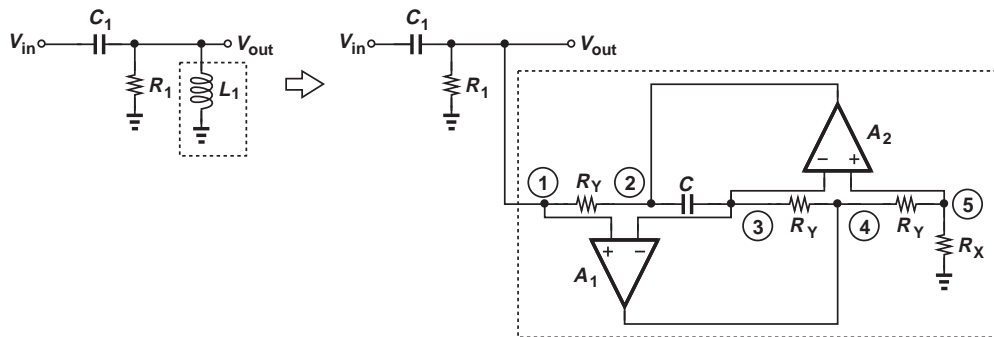 C1
Vin
Vout
R1
L1
C1
Vin
Vout
R1
A2
− +
1
RY
2
C
3
RY
4
RY
5
RX
+ −
A1